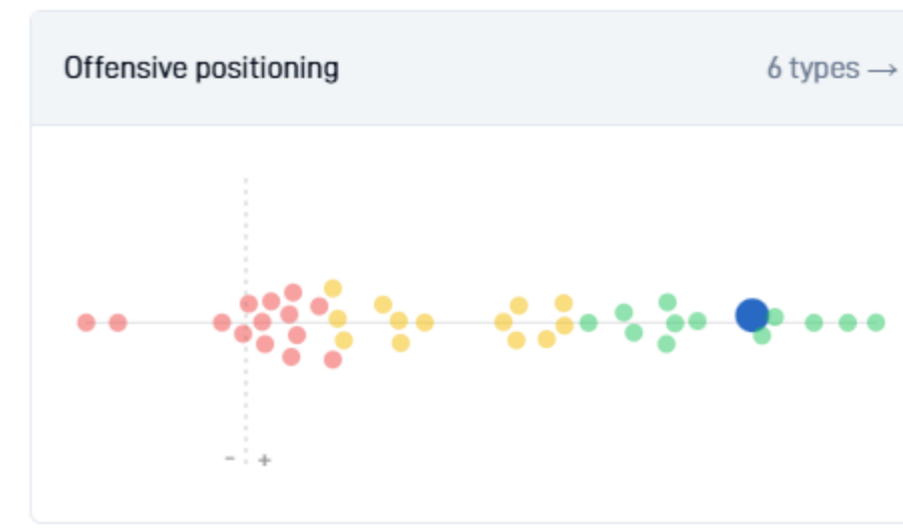 Offensive positioning
6 types →
- +